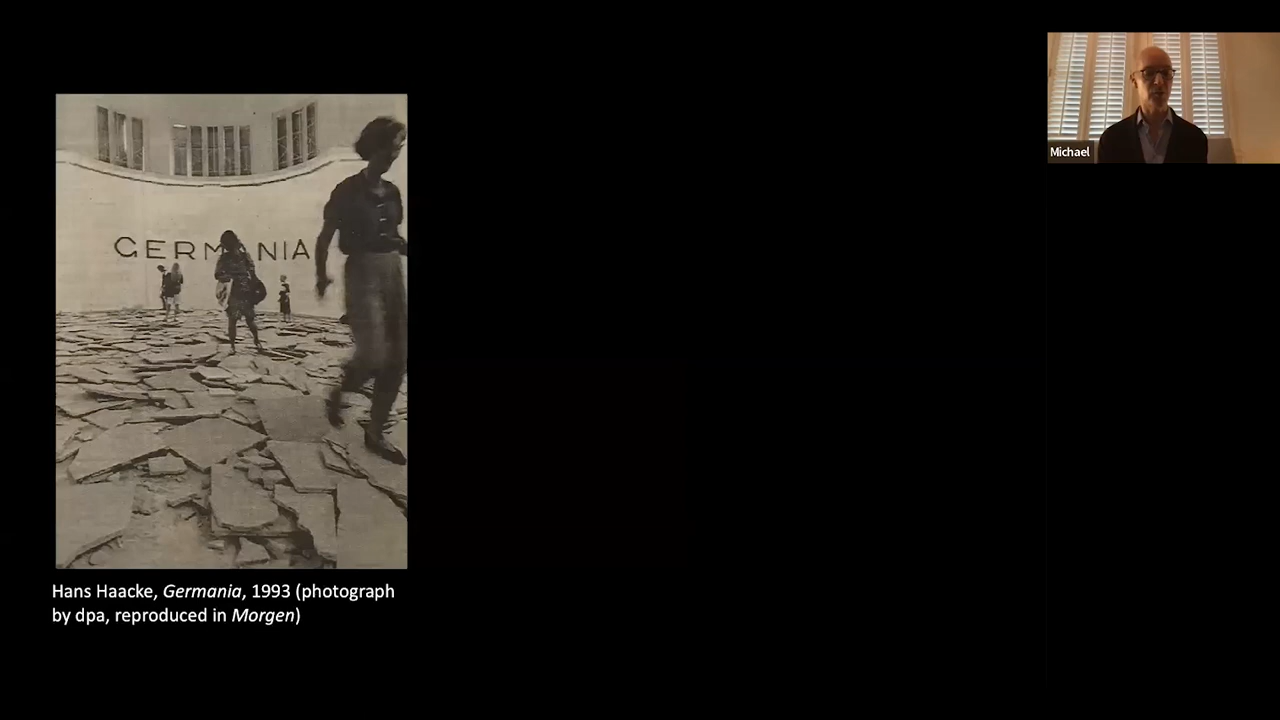 GERMANIA
Hans Haacke, Germania, 1993 (photograph
by dpa, reproduced in Morgen)
Michael